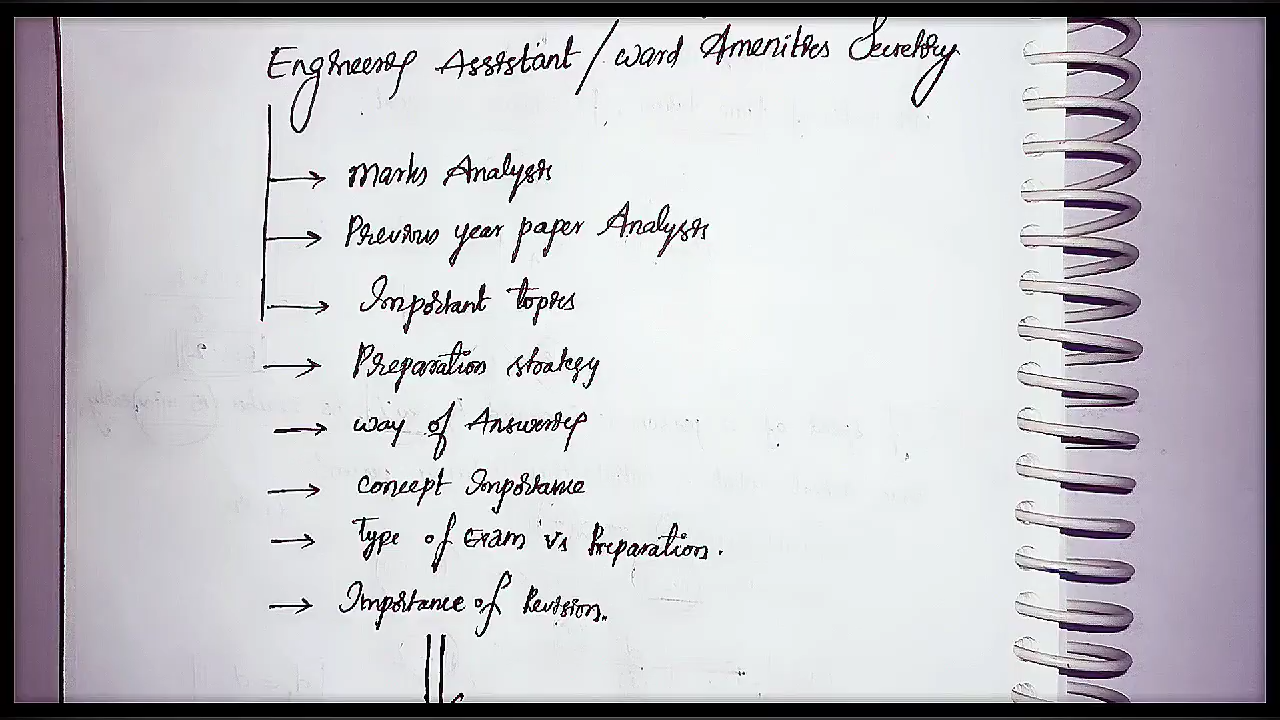 Engineering Assistant / ward Amenities Secretary
→ Marks Analysis
→ Previous year paper Analysis
→ Important topics
→ Preparation strategy
→ way of Answering
→ Concept Importance
→ Type of Exam Vs Preparation.
→ Importance of Revision.